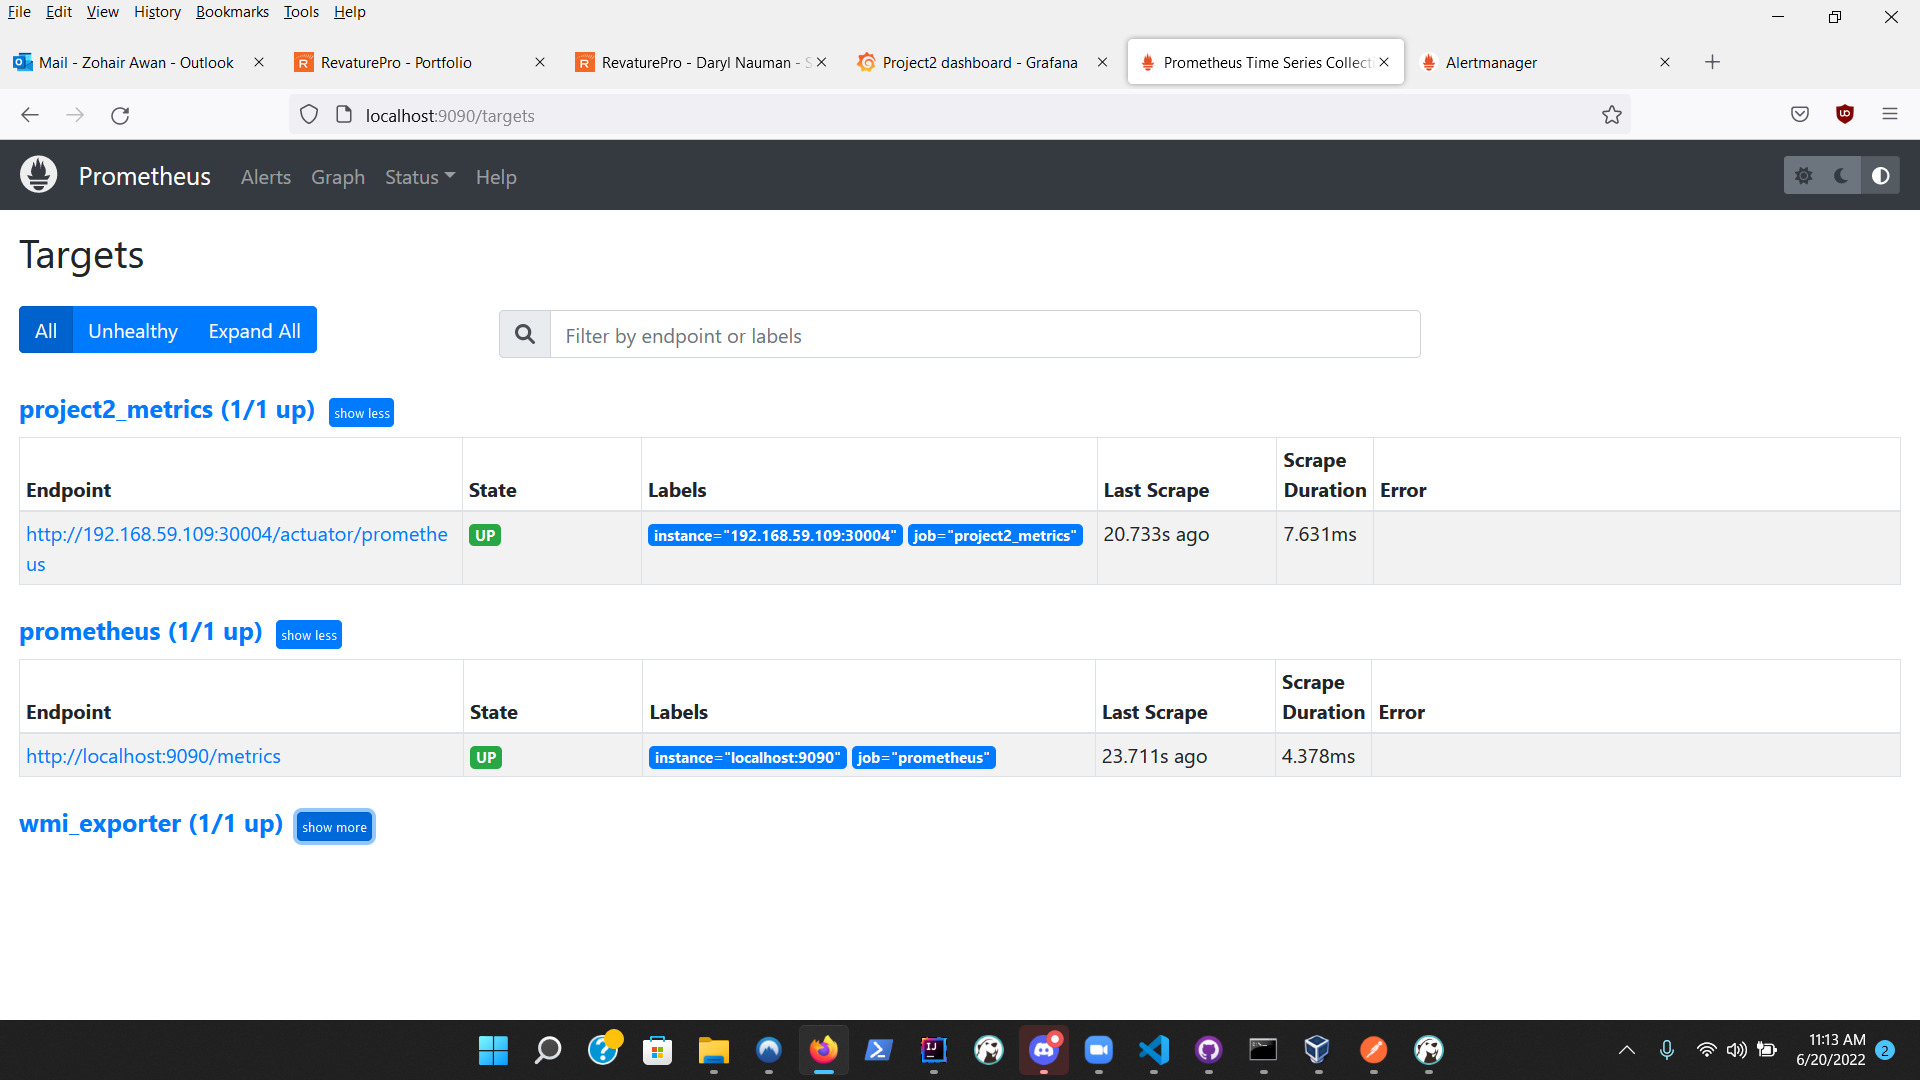 File Edit View History Bookmarks Tools Help
Mail - Zohair Awan - Outlook RevaturePro - Portfolio RevaturePro - Daryl Nauman - S Project2 dashboard - Grafana Prometheus Time Series Collecti Alertmanager
localhost:9090/targets
Prometheus Alerts Graph Status Help
Targets
All Unhealthy Expand All Filter by endpoint or labels
project2_metrics (1/1 up) show less
Endpoint State Labels Last Scrape Scrape Duration Error
http://192.168.59.109:30004/actuator/promethe
us
UP instance="192.168.59.109:30004" job="project2_metrics" 20.733s ago 7.631ms
prometheus (1/1 up) show less
Endpoint State Labels Last Scrape Scrape Duration Error
http://localhost:9090/metrics UP instance="localhost:9090" job="prometheus" 23.711s ago 4.378ms
wmi_exporter (1/1 up) show more
11:13 AM
6/20/2022 2